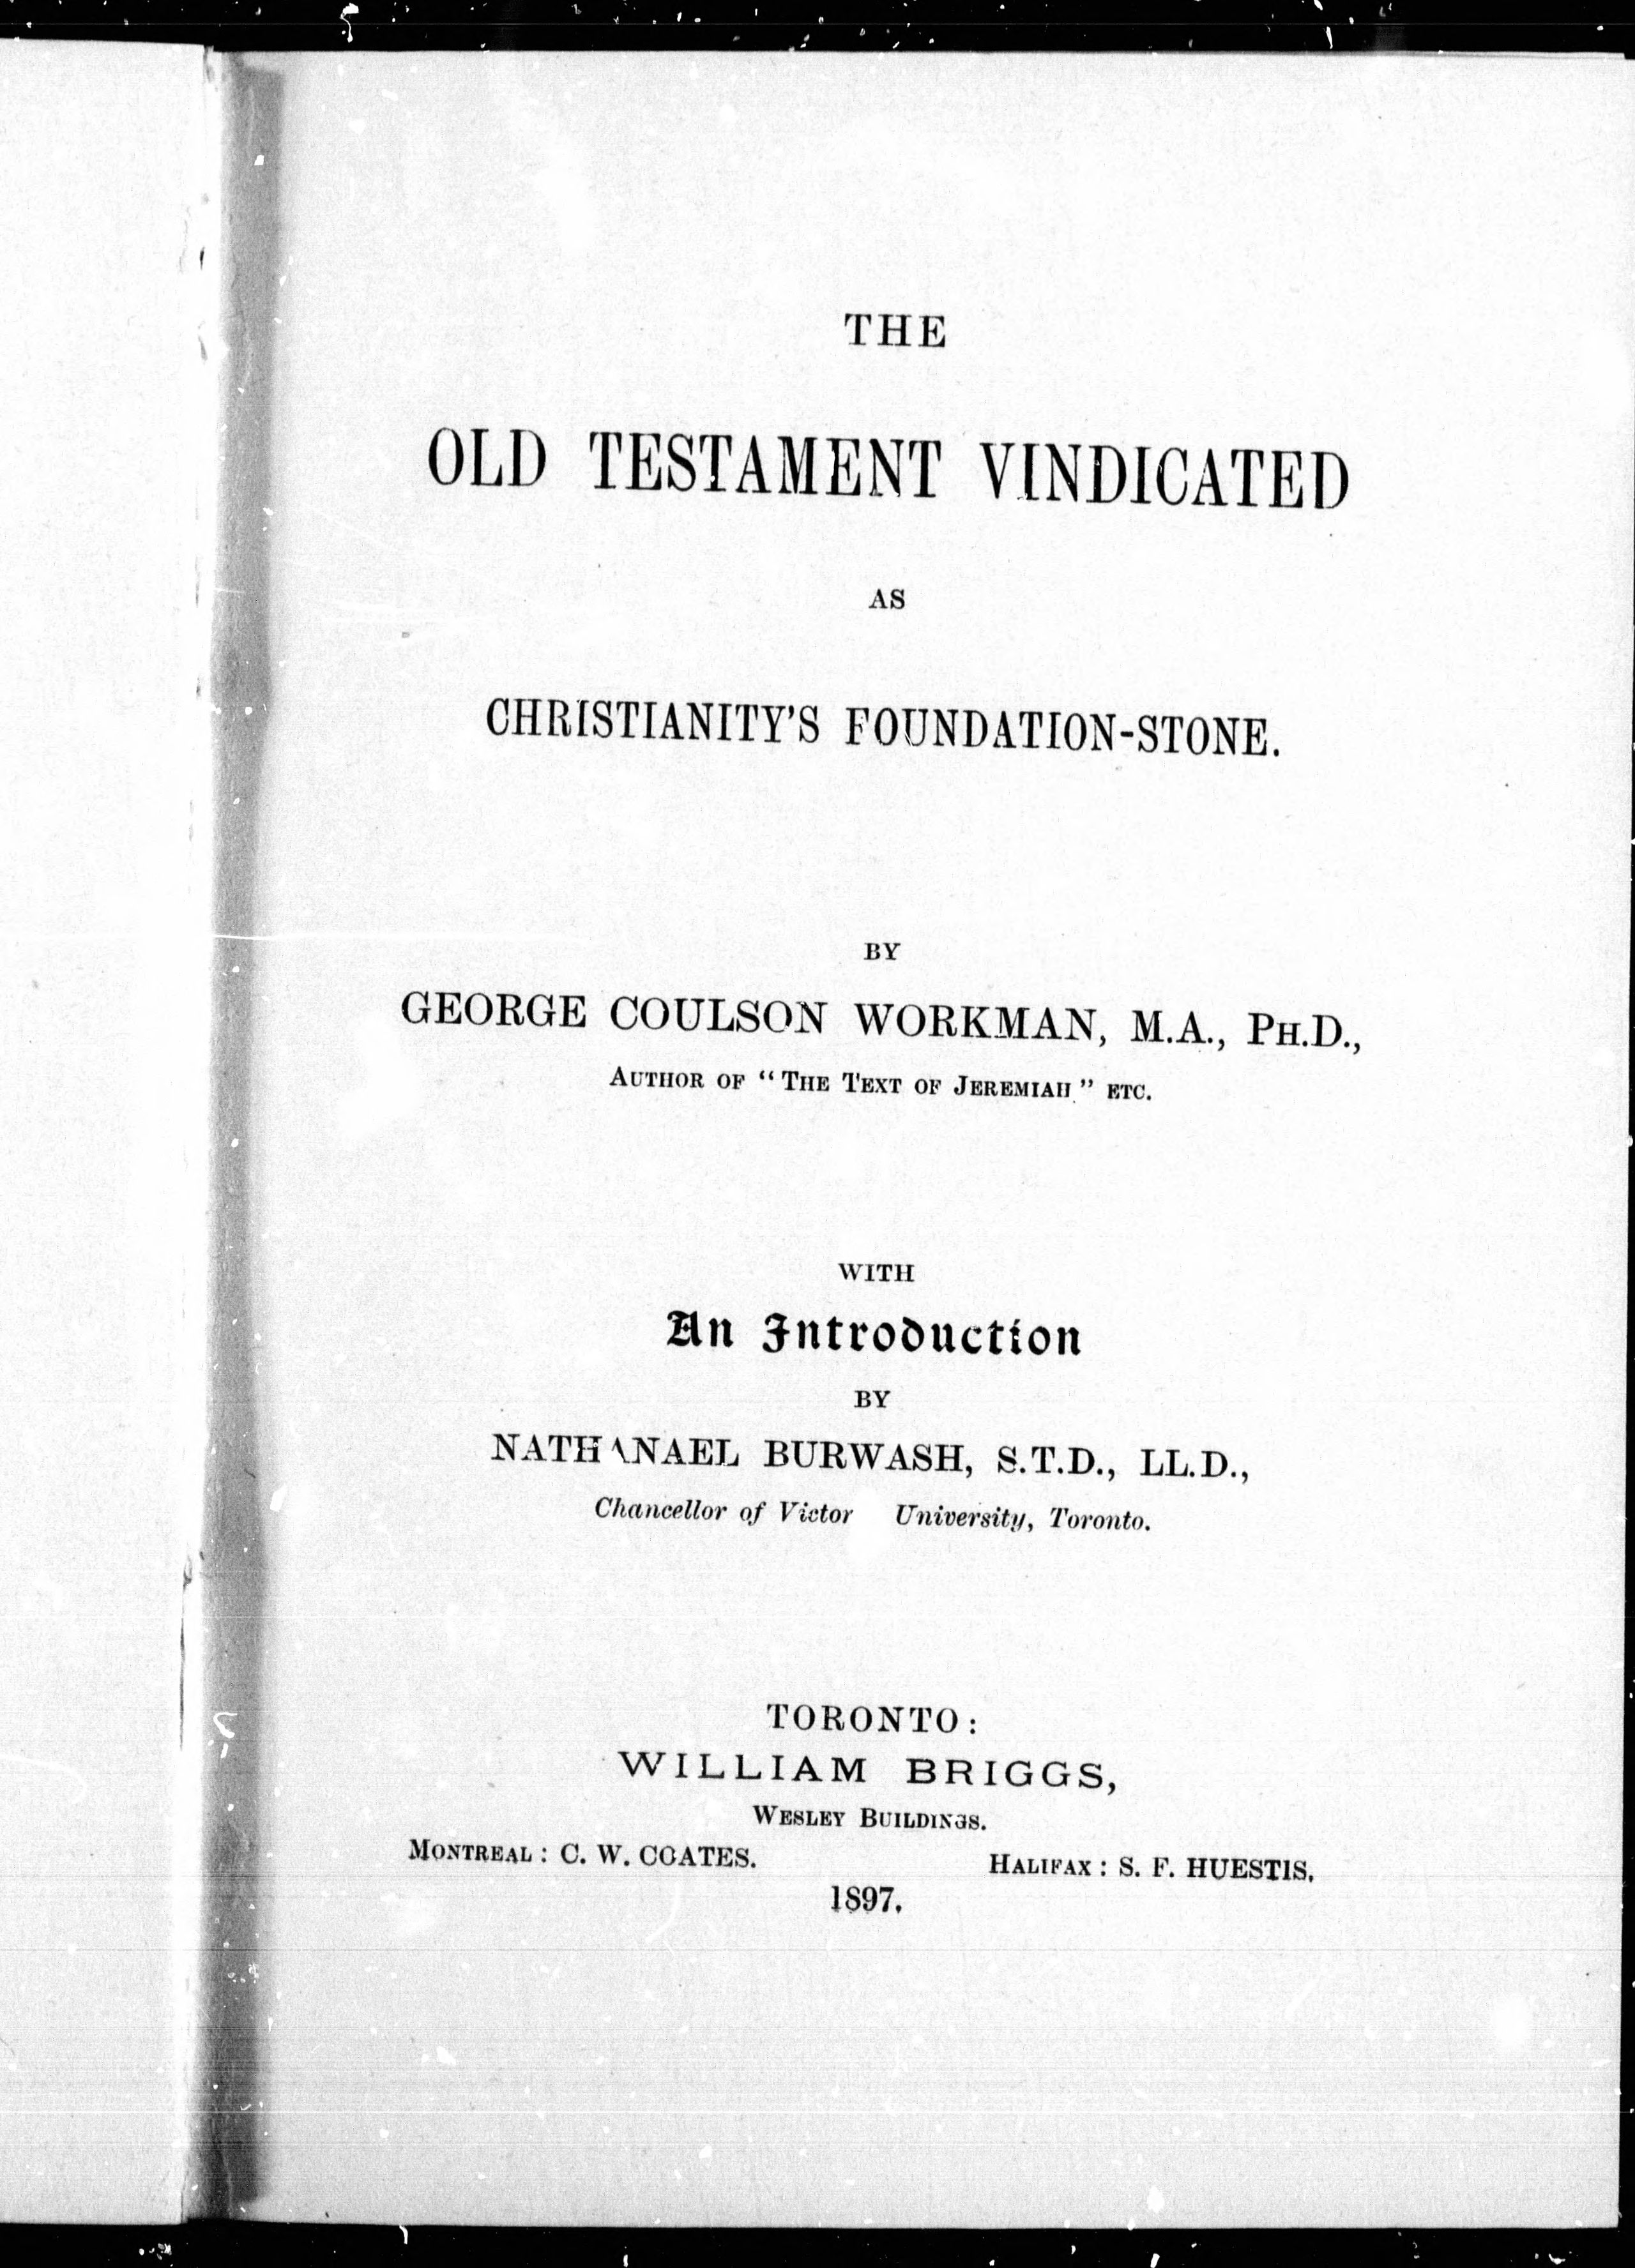 THE
OLD TESTAMENT VINDICATED
AS
CHRISTIANITY'S FOUNDATION-STONE.
BY
GEORGE COULSON WORKMAN, M.A., PH.D.,
AUTHOR OF "THE TEXT OF JEREMIAH" ETC.
WITH
An Introduction
BY
NATHANAEL BURWASH, S.T.D., LL.D.,
Chancellor of Victor University, Toronto.
TORONTO:
WILLIAM BRIGGS,
WESLEY BUILDINGS.
MONTREAL: C. W. COATES. HALIFAX: S. F. HUESTIS.
1897.